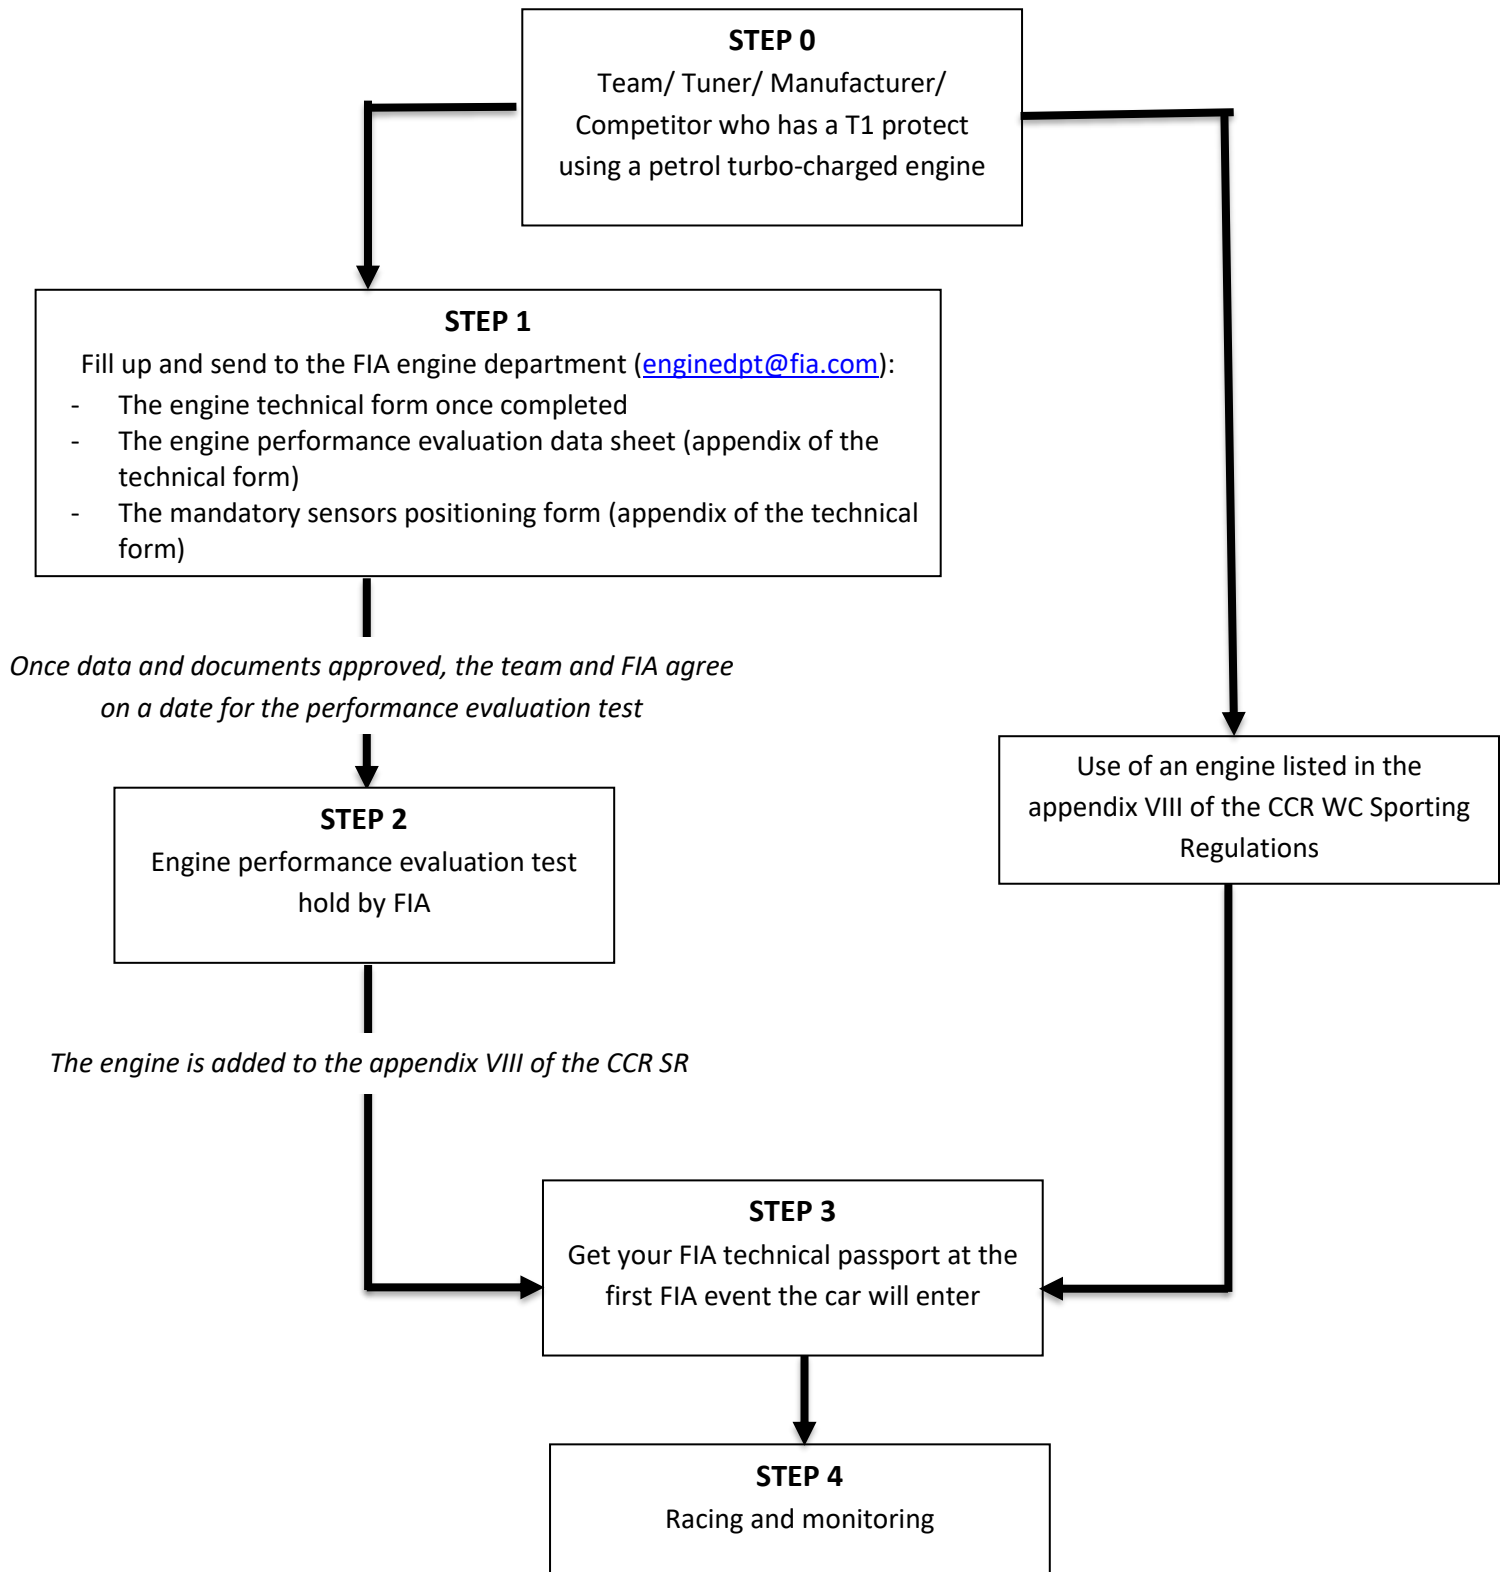 STEP 0
Team/ Tuner/ Manufacturer/
Competitor who has a T1 protect
using a petrol turbo-charged engine
STEP 1
Fill up and send to the FIA engine department (enginedpt@fia.com):
- The engine technical form once completed
- The engine performance evaluation data sheet (appendix of the
technical form)
- The mandatory sensors positioning form (appendix of the technical
form)
Once data and documents approved, the team and FIA agree
on a date for the performance evaluation test
Use of an engine listed in the
appendix VIII of the CCR WC Sporting
Regulations
STEP 2
Engine performance evaluation test
hold by FIA
The engine is added to the appendix VIII of the CCR SR
STEP 3
Get your FIA technical passport at the
first FIA event the car will enter
STEP 4
Racing and monitoring